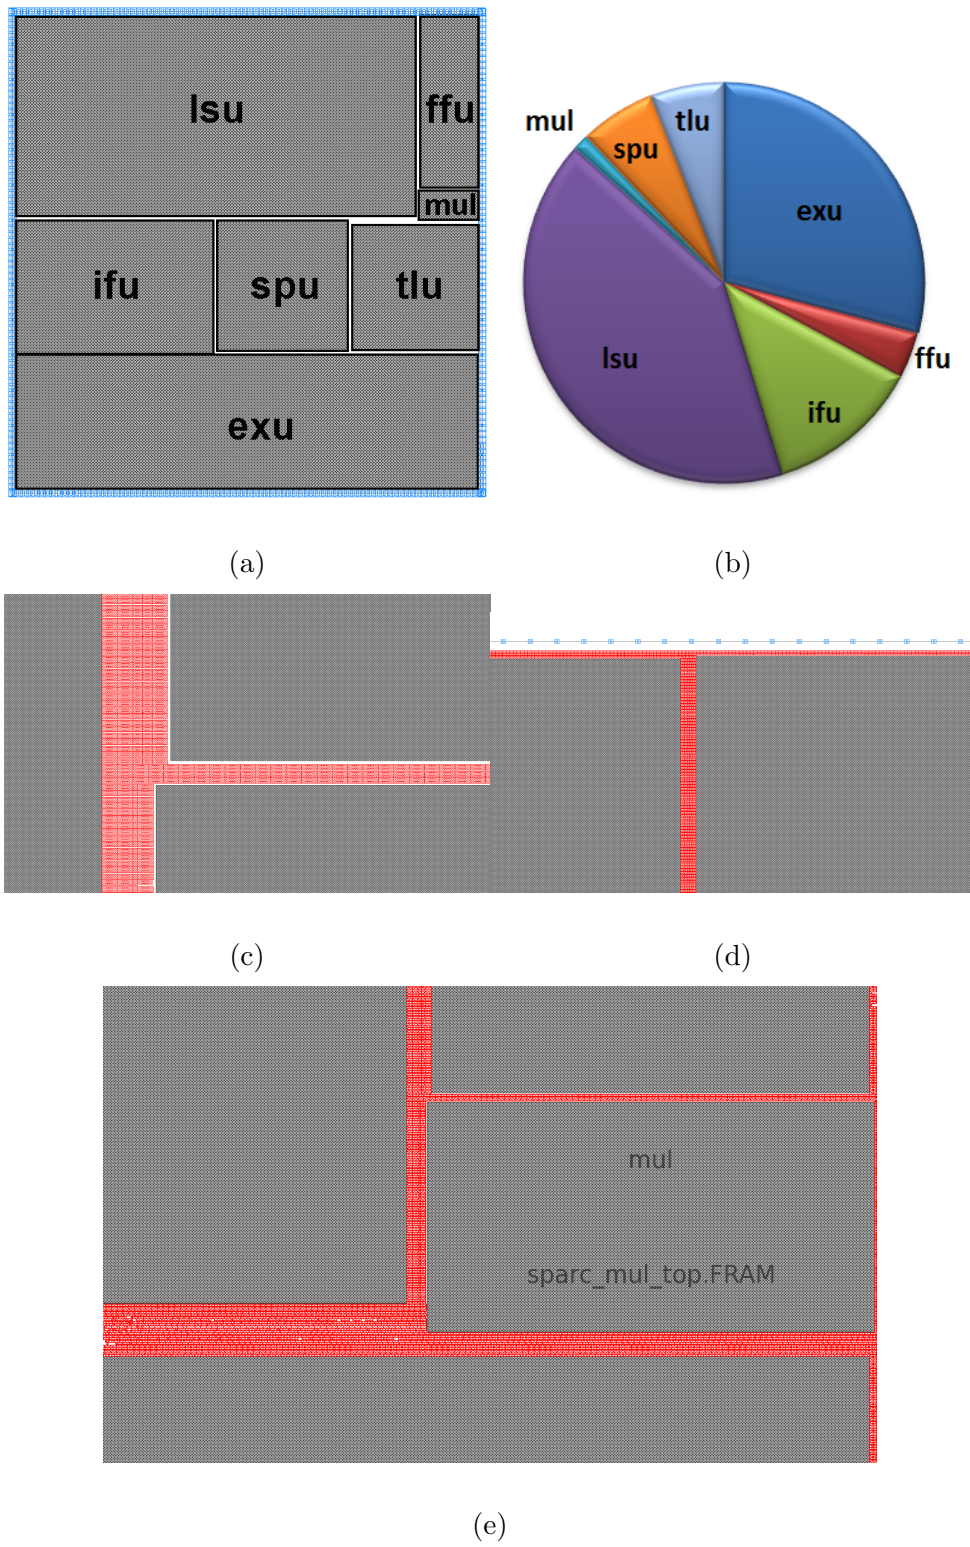 lsu
ffu
mul
ifu
spu
tlu
exu
mul
spu
tlu
exu
lsu
ffu
ifu
(a)
(b)
(c)
(d)
mul
sparc_mul_top.FRAM
(e)